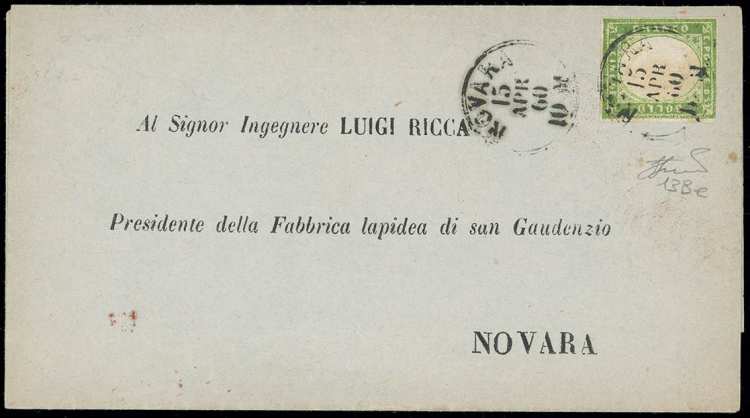 NOVARA
15
APR
60
10 M
15
APR
60
Al Signor Ingegnere LUIGI RICCA
13Be
Presidente della Fabbrica lapidea di san Gaudenzio
NOVARA